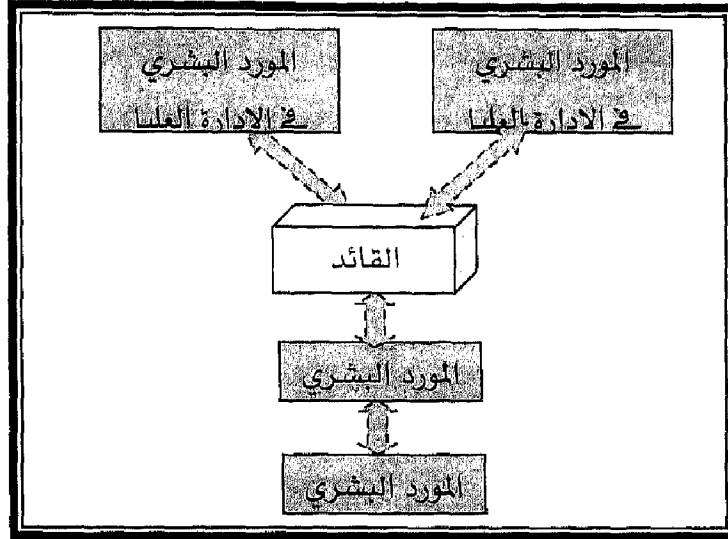 المورد البشري
في الادارة العليا
المورد البشري
في الادارة العليا
القائد
المورد البشري
المورد البشري